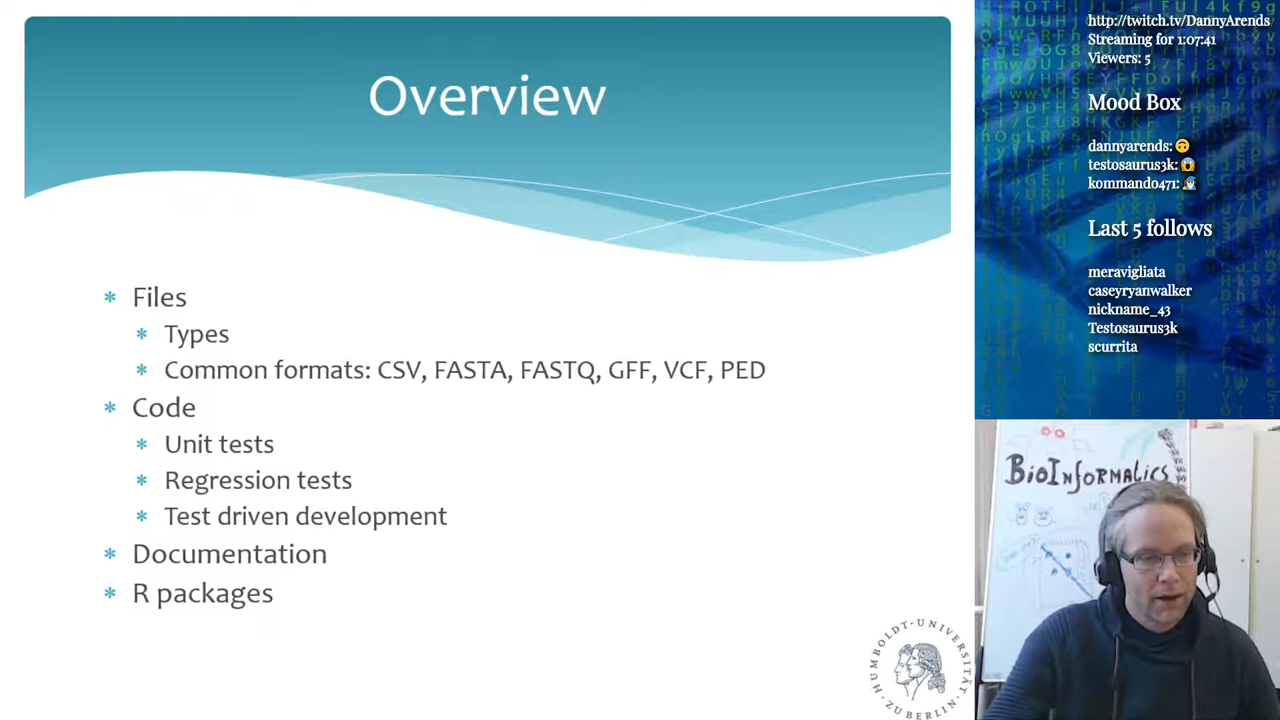 Overview
* Files
* Types
* Common formats: CSV, FASTA, FASTQ, GFF, VCF, PED
* Code
* Unit tests
* Regression tests
* Test driven development
* Documentation
* R packages
HUMBOLDT-UNIVERSITÄT
ZU BERLIN
http://twitch.tv/DannyArends
Streaming for 1:07:41
Viewers: 5
Mood Box
dannyarends: 🙃
testosaurus3k: 😱
kommando471:
Last 5 follows
meravigliata
caseryanwalker
nickname_43
Testosaurus3k
scurrita
BioInformatics